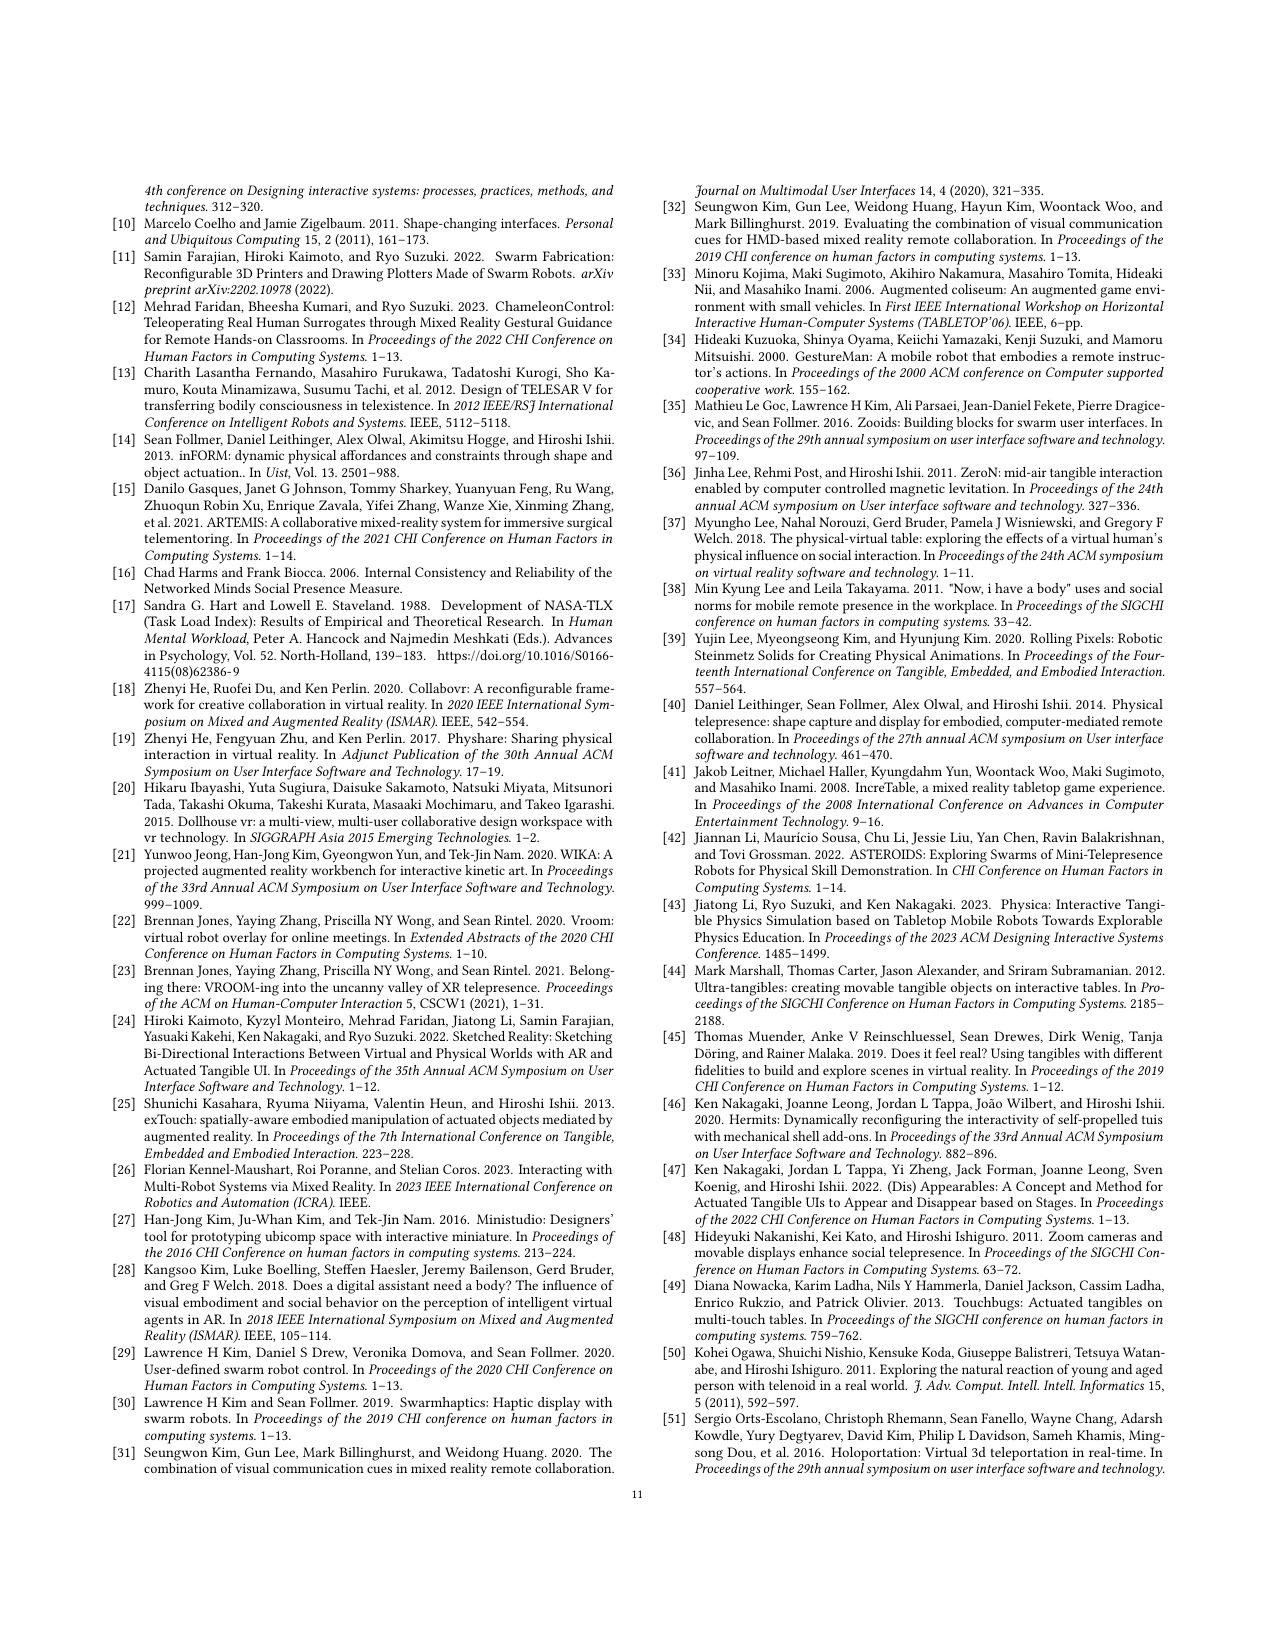 4th conference on Designing interactive systems: processes, practices, methods, and
techniques. 312–320.
[10] Marcelo Coelho and Jamie Zigelbaum. 2011. Shape-changing interfaces. Personal
and Ubiquitous Computing 15, 2 (2011), 161–173.
[11] Samin Farajian, Hiroki Kaimoto, and Ryo Suzuki. 2022. Swarm Fabrication:
Reconfigurable 3D Printers and Drawing Plotters Made of Swarm Robots. arXiv
preprint arXiv:2202.10978 (2022).
[12] Mehrad Faridan, Bheesha Kumari, and Ryo Suzuki. 2023. ChameleonControl:
Teleoperating Real Human Surrogates through Mixed Reality Gestural Guidance
for Remote Hands-on Classrooms. In Proceedings of the 2022 CHI Conference on
Human Factors in Computing Systems. 1–13.
[13] Charith Lasantha Fernando, Masahiro Furukawa, Tadatoshi Kurogi, Sho Ka-
muro, Kouta Minamizawa, Susumu Tachi, et al. 2012. Design of TELESAR V for
transferring bodily consciousness in telexistence. In 2012 IEEE/RSJ International
Conference on Intelligent Robots and Systems. IEEE, 5112–5118.
[14] Sean Follmer, Daniel Leithinger, Alex Olwal, Akimitsu Hogge, and Hiroshi Ishii.
2013. inFORM: dynamic physical affordances and constraints through shape and
object actuation.. In Uist, Vol. 13. 2501–988.
[15] Danilo Gasques, Janet G Johnson, Tommy Sharkey, Yuanyuan Feng, Ru Wang,
Zhuoqun Robin Xu, Enrique Zavala, Yifei Zhang, Wanze Xie, Xinming Zhang,
et al. 2021. ARTEMIS: A collaborative mixed-reality system for immersive surgical
telementoring. In Proceedings of the 2021 CHI Conference on Human Factors in
Computing Systems. 1–14.
[16] Chad Harms and Frank Biocca. 2006. Internal Consistency and Reliability of the
Networked Minds Social Presence Measure.
[17] Sandra G. Hart and Lowell E. Staveland. 1988. Development of NASA-TLX
(Task Load Index): Results of Empirical and Theoretical Research. In Human
Mental Workload, Peter A. Hancock and Najmedin Meshkati (Eds.). Advances
in Psychology, Vol. 52. North-Holland, 139–183. https://doi.org/10.1016/S0166-
4115(08)62386-9
[18] Zhenyi He, Ruofei Du, and Ken Perlin. 2020. Collabovr: A reconfigurable frame-
work for creative collaboration in virtual reality. In 2020 IEEE International Sym-
posium on Mixed and Augmented Reality (ISMAR). IEEE, 542–554.
[19] Zhenyi He, Fengyuan Zhu, and Ken Perlin. 2017. Physhare: Sharing physical
interaction in virtual reality. In Adjunct Publication of the 30th Annual ACM
Symposium on User Interface Software and Technology. 17–19.
[20] Hikaru Ibayashi, Yuta Sugiura, Daisuke Sakamoto, Natsuki Miyata, Mitsunori
Tada, Takashi Okuma, Takeshi Kurata, Masaaki Mochimaru, and Takeo Igarashi.
2015. Dollhouse vr: a multi-view, multi-user collaborative design workspace with
vr technology. In SIGGRAPH Asia 2015 Emerging Technologies. 1–2.
[21] Yunwoo Jeong, Han-Jong Kim, Gyeongwon Yun, and Tek-Jin Nam. 2020. WIKA: A
projected augmented reality workbench for interactive kinetic art. In Proceedings
of the 33rd Annual ACM Symposium on User Interface Software and Technology.
999–1009.
[22] Brennan Jones, Yaying Zhang, Priscilla NY Wong, and Sean Rintel. 2020. Vroom:
virtual robot overlay for online meetings. In Extended Abstracts of the 2020 CHI
Conference on Human Factors in Computing Systems. 1–10.
[23] Brennan Jones, Yaying Zhang, Priscilla NY Wong, and Sean Rintel. 2021. Belong-
ing there: VROOM-ing into the uncanny valley of XR telepresence. Proceedings
of the ACM on Human-Computer Interaction 5, CSCW1 (2021), 1–31.
[24] Hiroki Kaimoto, Kyzyl Monteiro, Mehrad Faridan, Jiatong Li, Samin Farajian,
Yasuaki Kakehi, Ken Nakagaki, and Ryo Suzuki. 2022. Sketched Reality: Sketching
Bi-Directional Interactions Between Virtual and Physical Worlds with AR and
Actuated Tangible UI. In Proceedings of the 35th Annual ACM Symposium on User
Interface Software and Technology. 1–12.
[25] Shunichi Kasahara, Ryuma Niiyama, Valentin Heun, and Hiroshi Ishii. 2013.
exTouch: spatially-aware embodied manipulation of actuated objects mediated by
augmented reality. In Proceedings of the 7th International Conference on Tangible,
Embedded and Embodied Interaction. 223–228.
[26] Florian Kennel-Maushart, Roi Poranne, and Stelian Coros. 2023. Interacting with
Multi-Robot Systems via Mixed Reality. In 2023 IEEE International Conference on
Robotics and Automation (ICRA). IEEE.
[27] Han-Jong Kim, Ju-Whan Kim, and Tek-Jin Nam. 2016. Ministudio: Designers'
tool for prototyping ubicomp space with interactive miniature. In Proceedings of
the 2016 CHI Conference on human factors in computing systems. 213–224.
[28] Kangsoo Kim, Luke Boelling, Steffen Haesler, Jeremy Bailenson, Gerd Bruder,
and Greg F Welch. 2018. Does a digital assistant need a body? The influence of
visual embodiment and social behavior on the perception of intelligent virtual
agents in AR. In 2018 IEEE International Symposium on Mixed and Augmented
Reality (ISMAR). IEEE, 105–114.
[29] Lawrence H Kim, Daniel S Drew, Veronika Domova, and Sean Follmer. 2020.
User-defined swarm robot control. In Proceedings of the 2020 CHI Conference on
Human Factors in Computing Systems. 1–13.
[30] Lawrence H Kim and Sean Follmer. 2019. Swarmhaptics: Haptic display with
swarm robots. In Proceedings of the 2019 CHI conference on human factors in
computing systems. 1–13.
[31] Seungwon Kim, Gun Lee, Mark Billinghurst, and Weidong Huang. 2020. The
combination of visual communication cues in mixed reality remote collaboration.
Journal on Multimodal User Interfaces 14, 4 (2020), 321–335.
[32] Seungwon Kim, Gun Lee, Weidong Huang, Hayun Kim, Woontack Woo, and
Mark Billinghurst. 2019. Evaluating the combination of visual communication
cues for HMD-based mixed reality remote collaboration. In Proceedings of the
2019 CHI conference on human factors in computing systems. 1–13.
[33] Minoru Kojima, Maki Sugimoto, Akihiro Nakamura, Masahiro Tomita, Hideaki
Nii, and Masahiko Inami. 2006. Augmented coliseum: An augmented game envi-
ronment with small vehicles. In First IEEE International Workshop on Horizontal
Interactive Human-Computer Systems (TABLETOP'06). IEEE, 6–pp.
[34] Hideaki Kuzuoka, Shinya Oyama, Keiichi Yamazaki, Kenji Suzuki, and Mamoru
Mitsuishi. 2000. GestureMan: A mobile robot that embodies a remote instruc-
tor's actions. In Proceedings of the 2000 ACM conference on Computer supported
cooperative work. 155–162.
[35] Mathieu Le Goc, Lawrence H Kim, Ali Parsaei, Jean-Daniel Fekete, Pierre Dragice-
vic, and Sean Follmer. 2016. Zooids: Building blocks for swarm user interfaces. In
Proceedings of the 29th annual symposium on user interface software and technology.
97–109.
[36] Jinha Lee, Rehmi Post, and Hiroshi Ishii. 2011. ZeroN: mid-air tangible interaction
enabled by computer controlled magnetic levitation. In Proceedings of the 24th
annual ACM symposium on User interface software and technology. 327–336.
[37] Myungho Lee, Nahal Norouzi, Gerd Bruder, Pamela J Wisniewski, and Gregory F
Welch. 2018. The physical-virtual table: exploring the effects of a virtual human's
physical influence on social interaction. In Proceedings of the 24th ACM symposium
on virtual reality software and technology. 1–11.
[38] Min Kyung Lee and Leila Takayama. 2011. "Now, i have a body" uses and social
norms for mobile remote presence in the workplace. In Proceedings of the SIGCHI
conference on human factors in computing systems. 33–42.
[39] Yujin Lee, Myeongseong Kim, and Hyunjung Kim. 2020. Rolling Pixels: Robotic
Steinmetz Solids for Creating Physical Animations. In Proceedings of the Four-
teenth International Conference on Tangible, Embedded, and Embodied Interaction.
557–564.
[40] Daniel Leithinger, Sean Follmer, Alex Olwal, and Hiroshi Ishii. 2014. Physical
telepresence: shape capture and display for embodied, computer-mediated remote
collaboration. In Proceedings of the 27th annual ACM symposium on User interface
software and technology. 461–470.
[41] Jakob Leitner, Michael Haller, Kyungdahm Yun, Woontack Woo, Maki Sugimoto,
and Masahiko Inami. 2008. IncreTable, a mixed reality tabletop game experience.
In Proceedings of the 2008 International Conference on Advances in Computer
Entertainment Technology. 9–16.
[42] Jiannan Li, Maurício Sousa, Chu Li, Jessie Liu, Yan Chen, Ravin Balakrishnan,
and Tovi Grossman. 2022. ASTEROIDS: Exploring Swarms of Mini-Telepresence
Robots for Physical Skill Demonstration. In CHI Conference on Human Factors in
Computing Systems. 1–14.
[43] Jiatong Li, Ryo Suzuki, and Ken Nakagaki. 2023. Physica: Interactive Tangi-
ble Physics Simulation based on Tabletop Mobile Robots Towards Explorable
Physics Education. In Proceedings of the 2023 ACM Designing Interactive Systems
Conference. 1485–1499.
[44] Mark Marshall, Thomas Carter, Jason Alexander, and Sriram Subramanian. 2012.
Ultra-tangibles: creating movable tangible objects on interactive tables. In Pro-
ceedings of the SIGCHI Conference on Human Factors in Computing Systems. 2185–
2188.
[45] Thomas Muender, Anke V Reinschluessel, Sean Drewes, Dirk Wenig, Tanja
Döring, and Rainer Malaka. 2019. Does it feel real? Using tangibles with different
fidelities to build and explore scenes in virtual reality. In Proceedings of the 2019
CHI Conference on Human Factors in Computing Systems. 1–12.
[46] Ken Nakagaki, Joanne Leong, Jordan L Tappa, João Wilbert, and Hiroshi Ishii.
2020. Hermits: Dynamically reconfiguring the interactivity of self-propelled tuis
with mechanical shell add-ons. In Proceedings of the 33rd Annual ACM Symposium
on User Interface Software and Technology. 882–896.
[47] Ken Nakagaki, Jordan L Tappa, Yi Zheng, Jack Forman, Joanne Leong, Sven
Koenig, and Hiroshi Ishii. 2022. (Dis) Appearables: A Concept and Method for
Actuated Tangible UIs to Appear and Disappear based on Stages. In Proceedings
of the 2022 CHI Conference on Human Factors in Computing Systems. 1–13.
[48] Hideyuki Nakanishi, Kei Kato, and Hiroshi Ishiguro. 2011. Zoom cameras and
movable displays enhance social telepresence. In Proceedings of the SIGCHI Con-
ference on Human Factors in Computing Systems. 63–72.
[49] Diana Nowacka, Karim Ladha, Nils Y Hammerla, Daniel Jackson, Cassim Ladha,
Enrico Rukzio, and Patrick Olivier. 2013. Touchbugs: Actuated tangibles on
multi-touch tables. In Proceedings of the SIGCHI conference on human factors in
computing systems. 759–762.
[50] Kohei Ogawa, Shuichi Nishio, Kensuke Koda, Giuseppe Balistreri, Tetsuya Watan-
abe, and Hiroshi Ishiguro. 2011. Exploring the natural reaction of young and aged
person with telenoid in a real world. J. Adv. Comput. Intell. Intell. Informatics 15,
5 (2011), 592–597.
[51] Sergio Orts-Escolano, Christoph Rhemann, Sean Fanello, Wayne Chang, Adarsh
Kowdle, Yury Degtyarev, David Kim, Philip L Davidson, Sameh Khamis, Ming-
song Dou, et al. 2016. Holoportation: Virtual 3d teleportation in real-time. In
Proceedings of the 29th annual symposium on user interface software and technology.
11